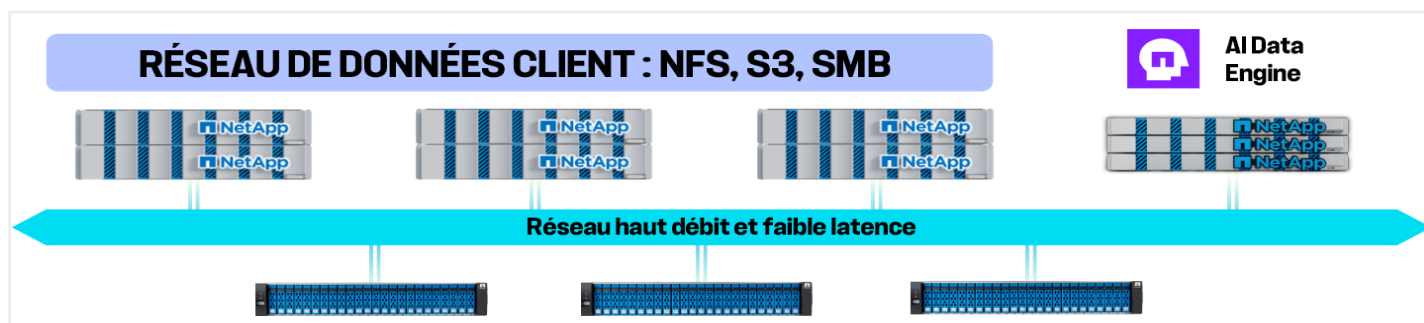 RÉSEAU DE DONNÉES CLIENT : NFS, S3, SMB
AI Data
Engine
NetApp
NetApp
NetApp
NetApp
NetApp
NetApp
NetApp
NetApp
NetApp
Réseau haut débit et faible latence